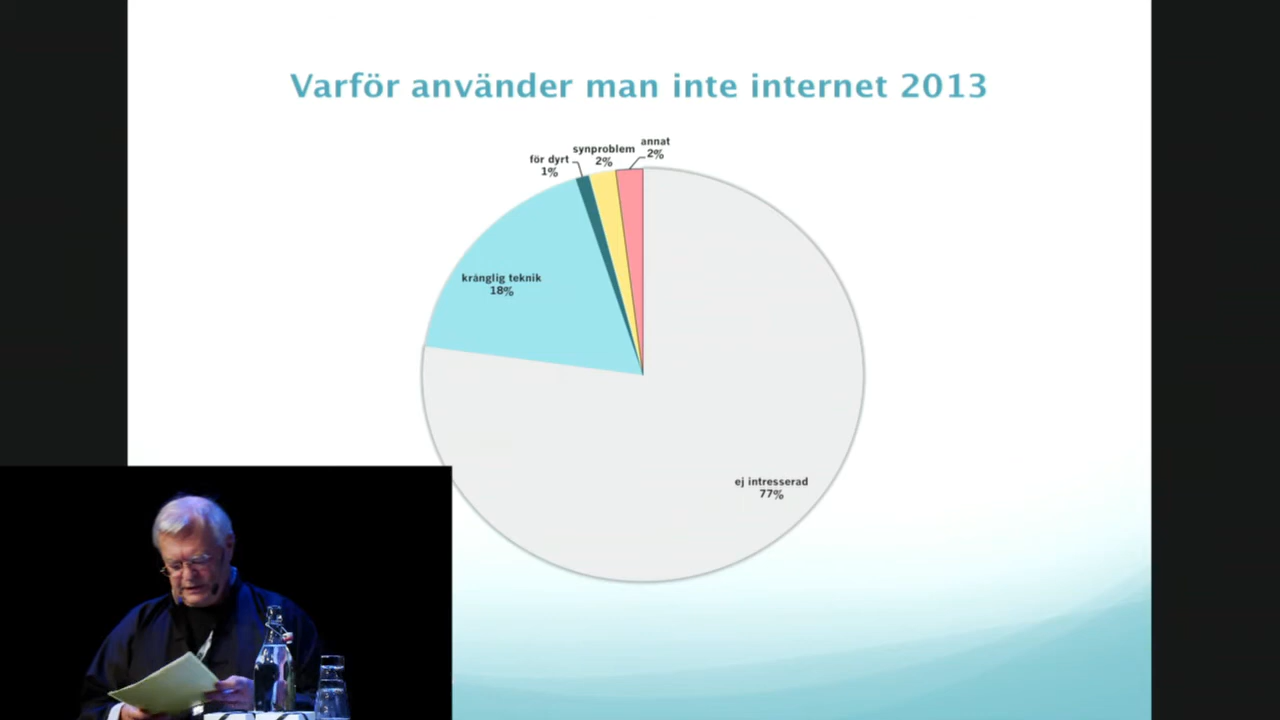 Varför använder man inte internet 2013
annat
2%
synproblem
2%
för dyrt
1%
krånglig teknik
18%
ej intresserad
77%